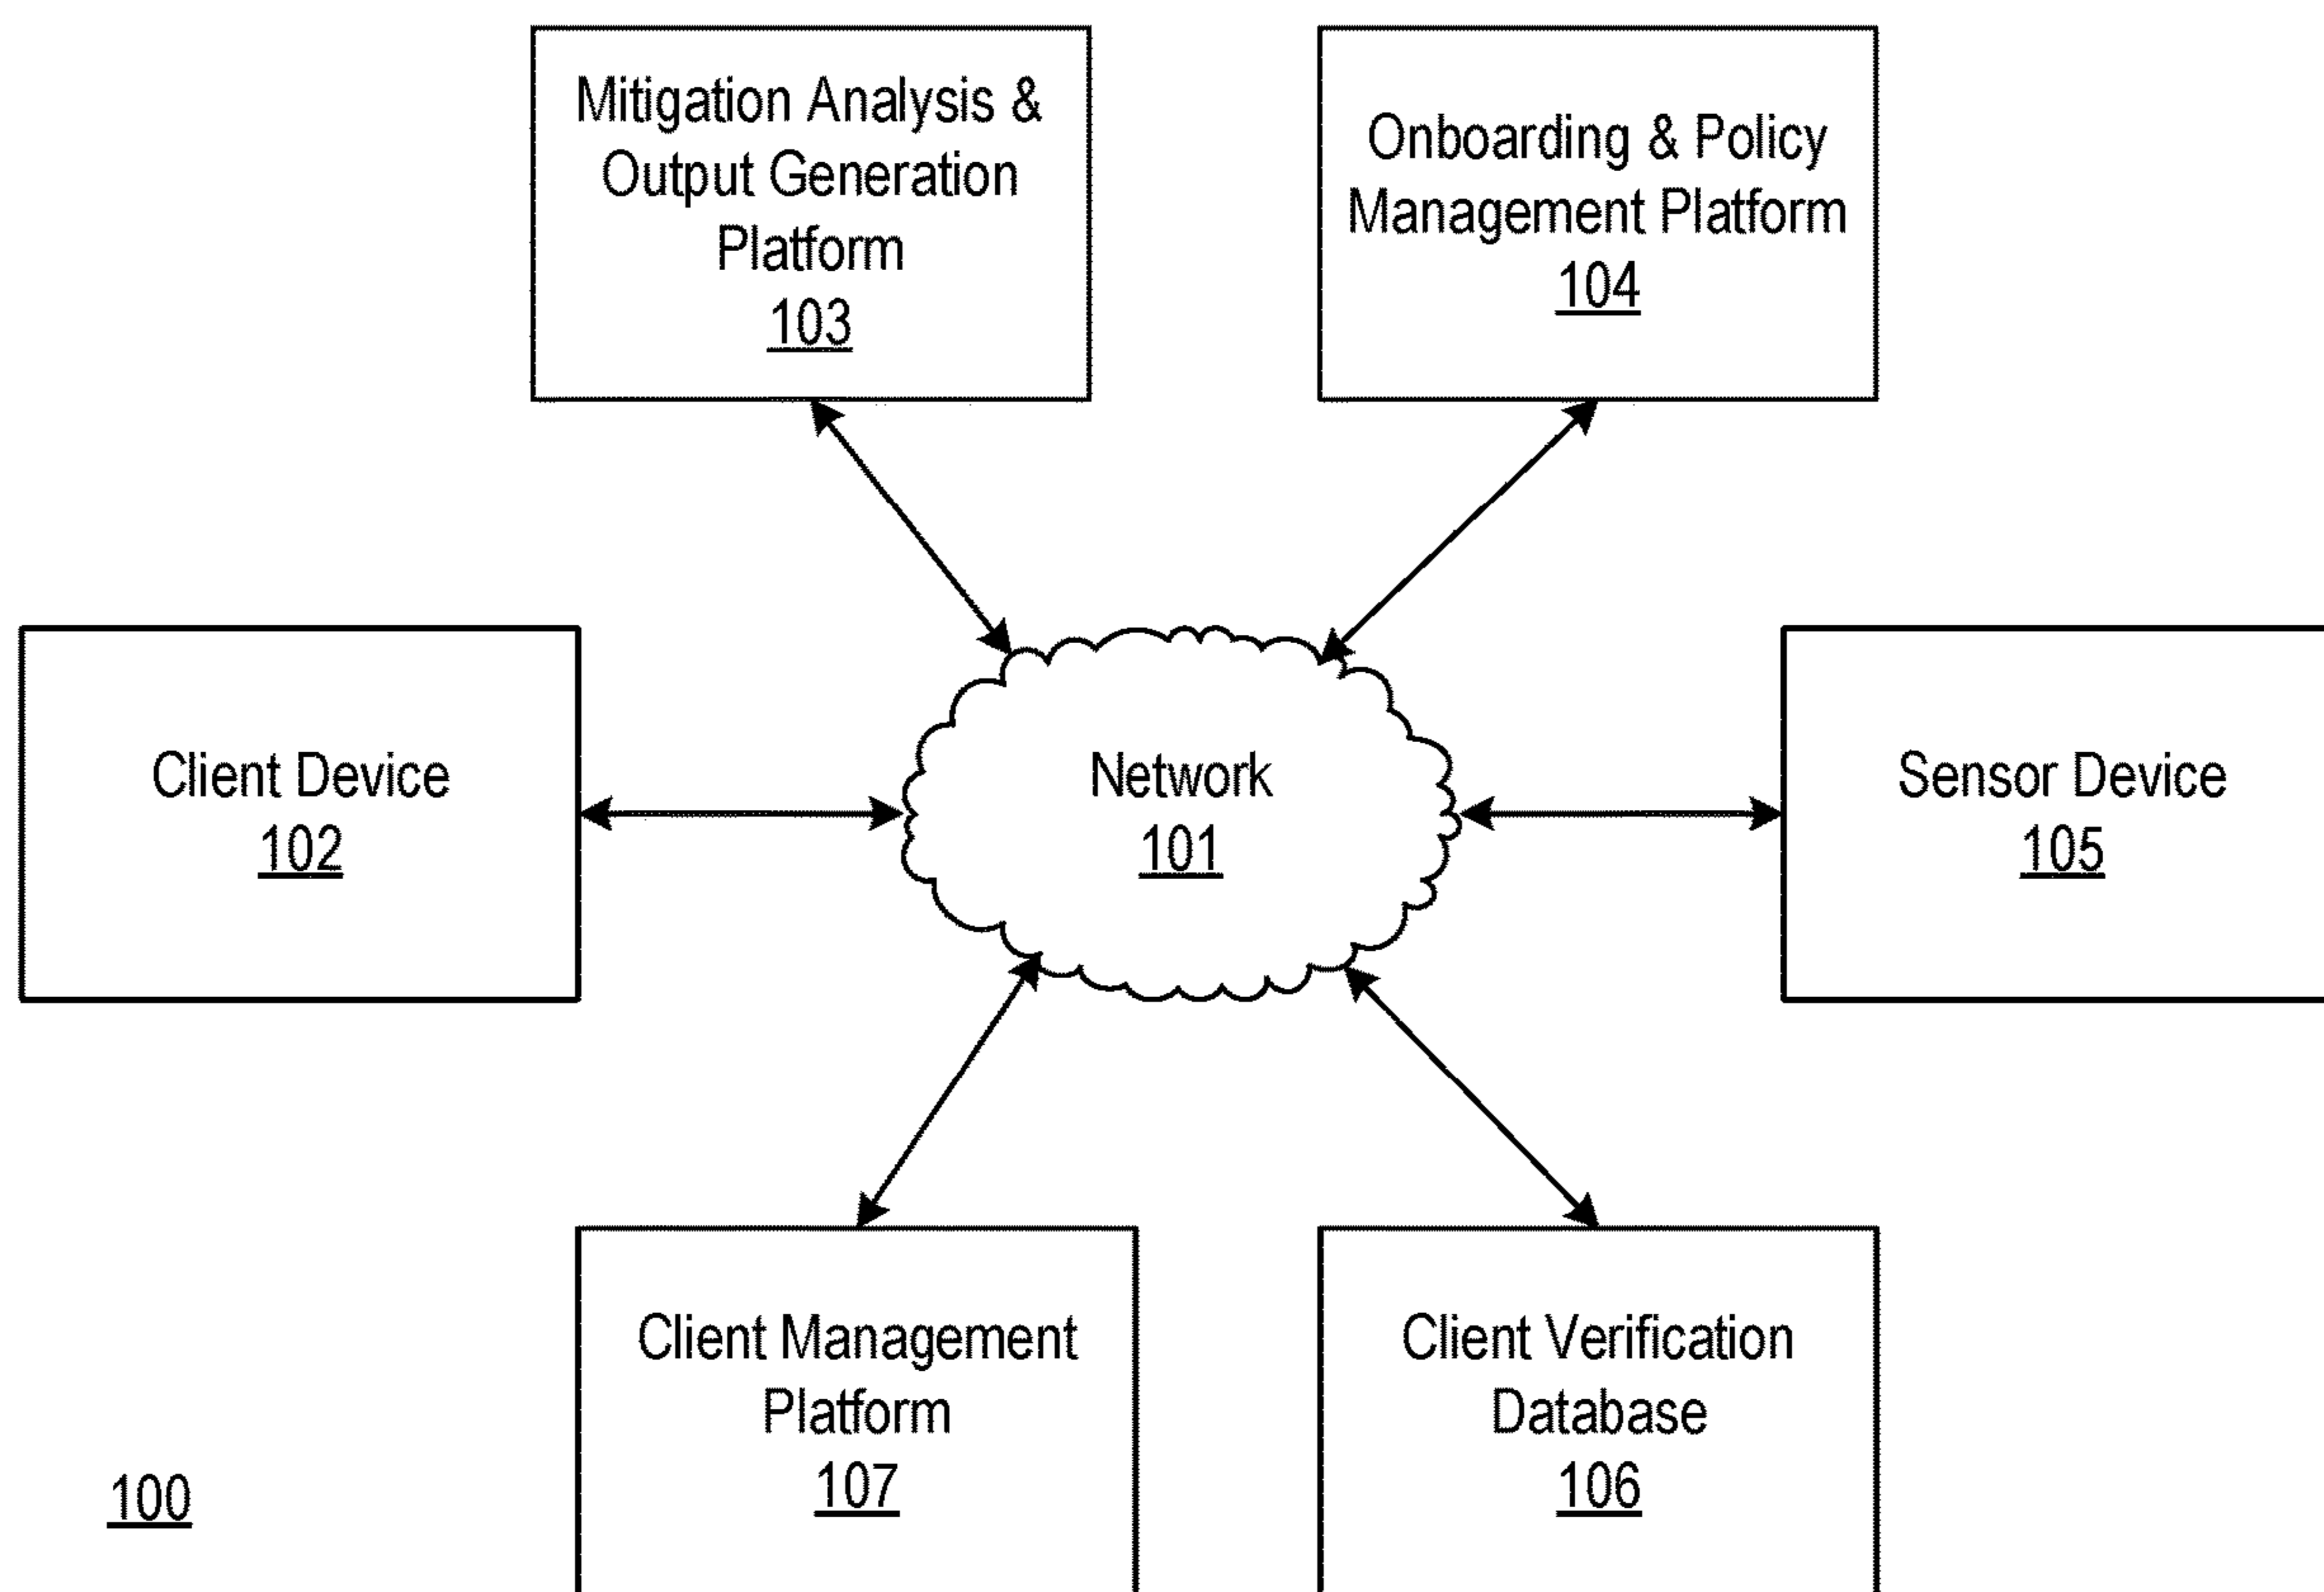 Mitigation Analysis &
Output Generation
Platform
103
Onboarding & Policy
Management Platform
104
Client Device
102
Network
101
Sensor Device
105
Client Management
Platform
107
Client Verification
Database
106
100